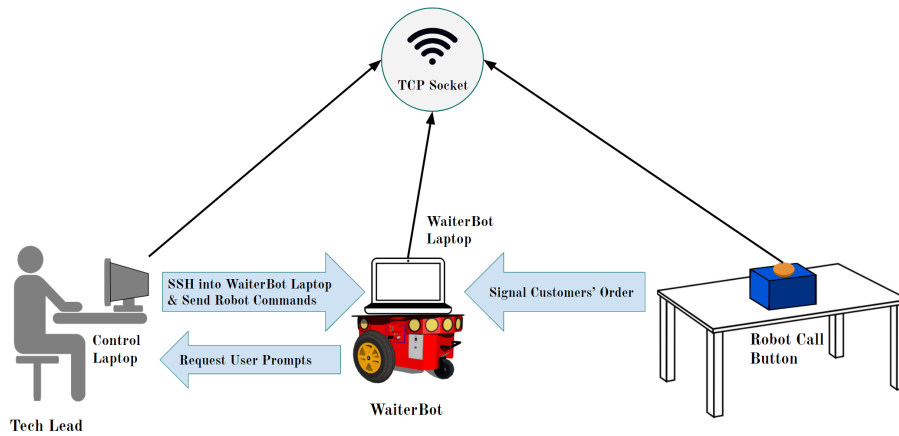 TCP Socket
WaiterBot
Laptop
SSH into WaiterBot Laptop
& Send Robot Commands
Signal Customers' Order
Control
Laptop
Request User Prompts
Robot Call
Button
WaiterBot
Tech Lead